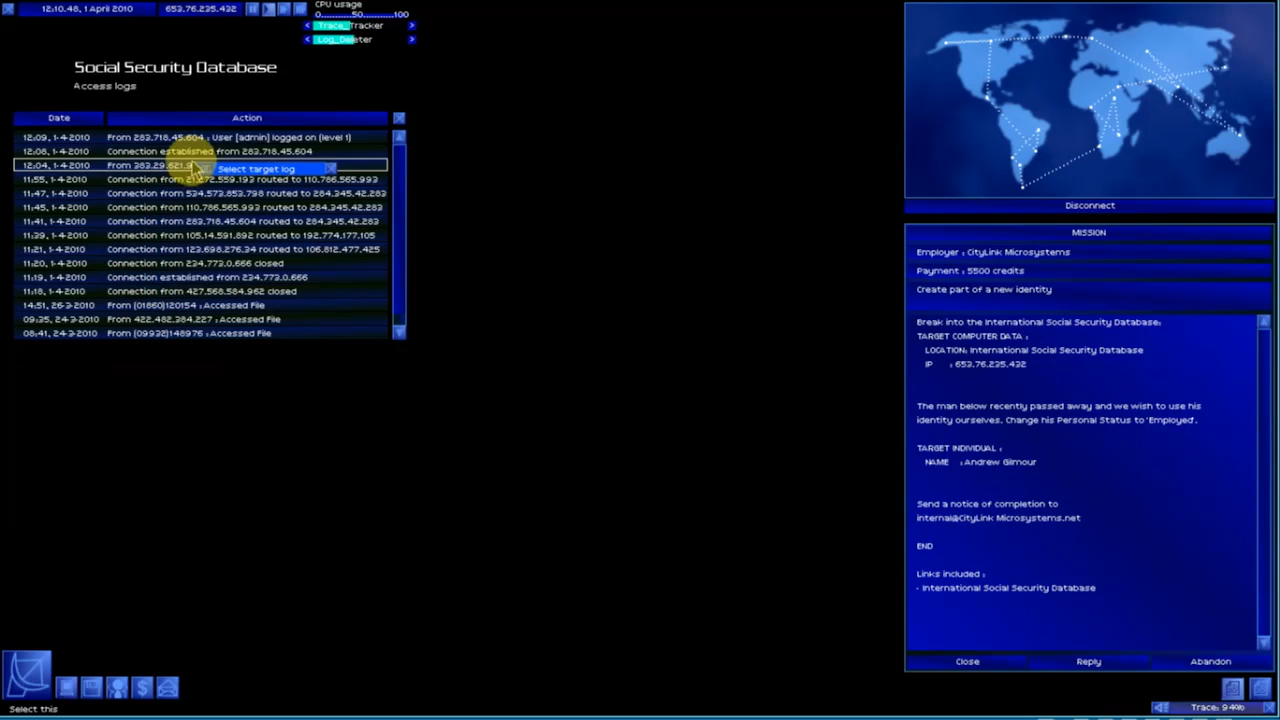 12:10.48, 1 April 2010
653.76.235.432
CPU usage
0.......50.......100
Trace_Tracker
Log_Deleter
Social Security Database
Access logs
Date
Action
12:09, 1-4-2010 From 283.718.45.604 : User [admin] logged on (level 1)
12:08, 1-4-2010 Connection established from 283.718.45.604
12:04, 1-4-2010 From 383.29.621.9
Select target log
11:55, 1-4-2010 Connection from routed to 110.786.565.993
11:47, 1-4-2010 Connection from 534.573.853.798 routed to 284.345.42.283
11:45, 1-4-2010 Connection from 110.786.565.993 routed to 284.345.42.283
11:41, 1-4-2010 Connection from 283.718.45.604 routed to 284.345.42.283
11:39, 1-4-2010 Connection from 105.14.591.892 routed to 192.774.177.105
11:21, 1-4-2010 Connection from 123.698.276.34 routed to 106.812.477.425
11:20, 1-4-2010 Connection from 234.773.0.666 closed
11:19, 1-4-2010 Connection established from 234.773.0.666
11:18, 1-4-2010 Connection from 427.568.584.962 closed
14:51, 26-3-2010 From (01860)120154 : Accessed File
09:35, 24-3-2010 From 422.482.384.227 : Accessed File
08:41, 24-3-2010 From (09932)148976 : Accessed File
Disconnect
MISSION
Employer : CityLink Microsystems
Payment : 5500 credits
Create part of a new identity
Break into the International Social Security Database:
TARGET COMPUTER DATA :
LOCATION: International Social Security Database
IP : 653.76.235.432
The man below recently passed away and we wish to use his
identity ourselves. Change his Personal Status to 'Employed'.
TARGET INDIVIDUAL :
NAME : Andrew Gilmour
Send a notice of completion to
internal@CityLink Microsystems.net
END
Links included :
- International Social Security Database
Close
Reply
Abandon
Select this
Trace: 94%